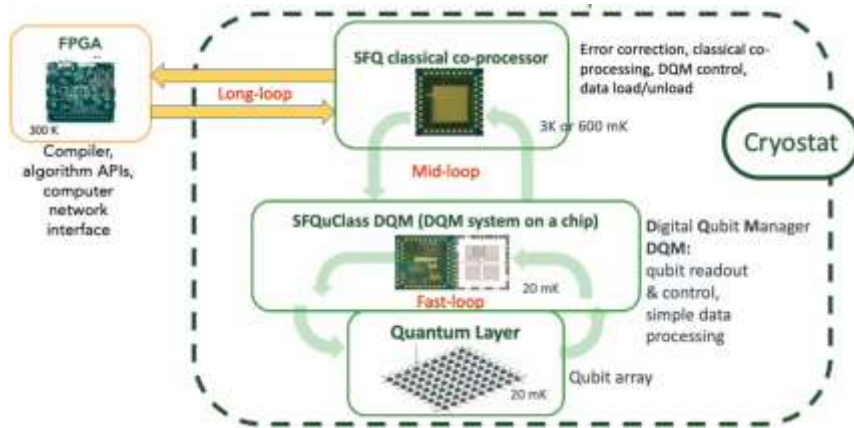 FPGA
300 K
Compiler,
algorithm APIs,
computer
network
interface
Long-loop
SFQ classical co-processor
3K or 600 mK
Error correction, classical co-
processing, DQM control,
data load/unload
Cryostat
Mid-loop
SFQuClass DQM (DQM system on a chip)
20 mK
Fast-loop
Digital Qubit Manager
DQM:
qubit readout
& control,
simple data
processing
Quantum Layer
20 mK
Qubit array